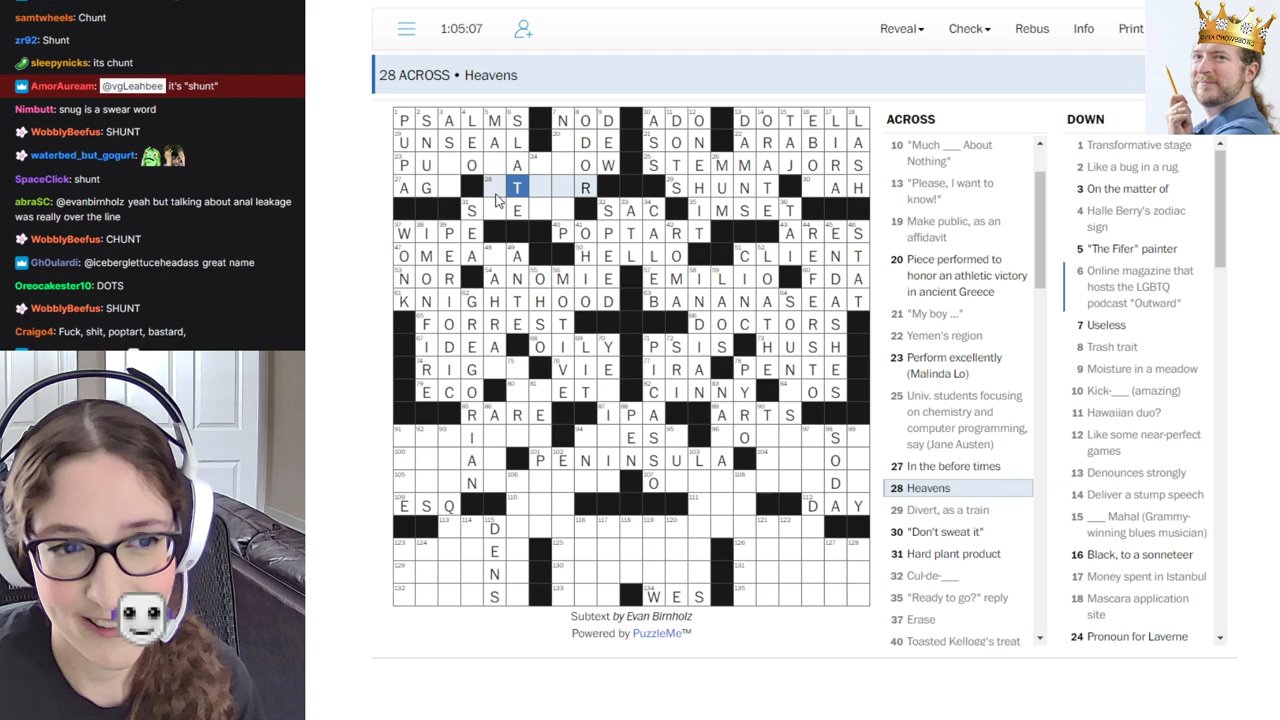 samtwheels: Chunt
zr92: Shunt
sleepynicks: its chunt
AmorAuream: @vgLeahbee it's "shunt"
Nimbutt: snug is a swear word
WobblyBeefus: SHUNT
waterbed_but_gogurt:
SpaceClick: shunt
abraSC: @evanbirnholz yeah but talking about anal leakage
was really over the line
WobblyBeefus: CHUNT
Gh0ulardi: @iceberglettuceheadass great name
Oreocakester10: DOTS
WobblyBeefus: SHUNT
Craigo4: Fuck, shit, poptart, bastard,
1:05:07
Reveal
Check
Rebus
Info
Print
28 ACROSS • Heavens
P S A L M S N O D A D O D O T E L L
U N S E A L D E S O N A R A B I A
P U O A O W S T E M M A J O R S
A G T R S H U N T A H
S E S A C I M S E T
W I P E P O P T A R T A R E S
O M E A A H E L L O C L I E N T
N O R A N O M I E E M I L I O F D A
K N I G H T H O O D B A N A N A S E A T
F O R R E S T D O C T O R S
I D E A O I L Y P S I S H U S H
R I G V I E I R A P E N T E
E C O E T C I N N Y O S
R A R E I P A A R T S
I E S O S
A P E N I N S U L A O
N O D
E S Q D A Y
D
E
N
S W E S
Subtext by Evan Birnholz
Powered by PuzzleMe™
ACROSS
10 "Much ___ About
Nothing"
13 "Please, I want to
know!"
19 Make public, as an
affidavit
20 Piece performed to
honor an athletic victory
in ancient Greece
21 "My boy ..."
22 Yemen's region
23 Perform excellently
(Malinda Lo)
25 Univ. students focusing
on chemistry and
computer programming,
say (Jane Austen)
27 In the before times
28 Heavens
29 Divert, as a train
30 "Don't sweat it"
31 Hard plant product
32 Cul-de-___
35 "Ready to go?" reply
37 Erase
40 Toasted Kellogg's treat
DOWN
1 Transformative stage
2 Like a bug in a rug
3 On the matter of
4 Halle Berry's zodiac
sign
5 "The Fifer" painter
6 Online magazine that
hosts the LGBTQ
podcast "Outward"
7 Useless
8 Trash trait
9 Moisture in a meadow
10 Kick-___ (amazing)
11 Hawaiian duo?
12 Like some near-perfect
games
13 Denounces strongly
14 Deliver a stump speech
15 ___ Mahal (Grammy-
winning blues musician)
16 Black, to a sonneteer
17 Money spent in Istanbul
18 Mascara application
site
24 Pronoun for Laverne